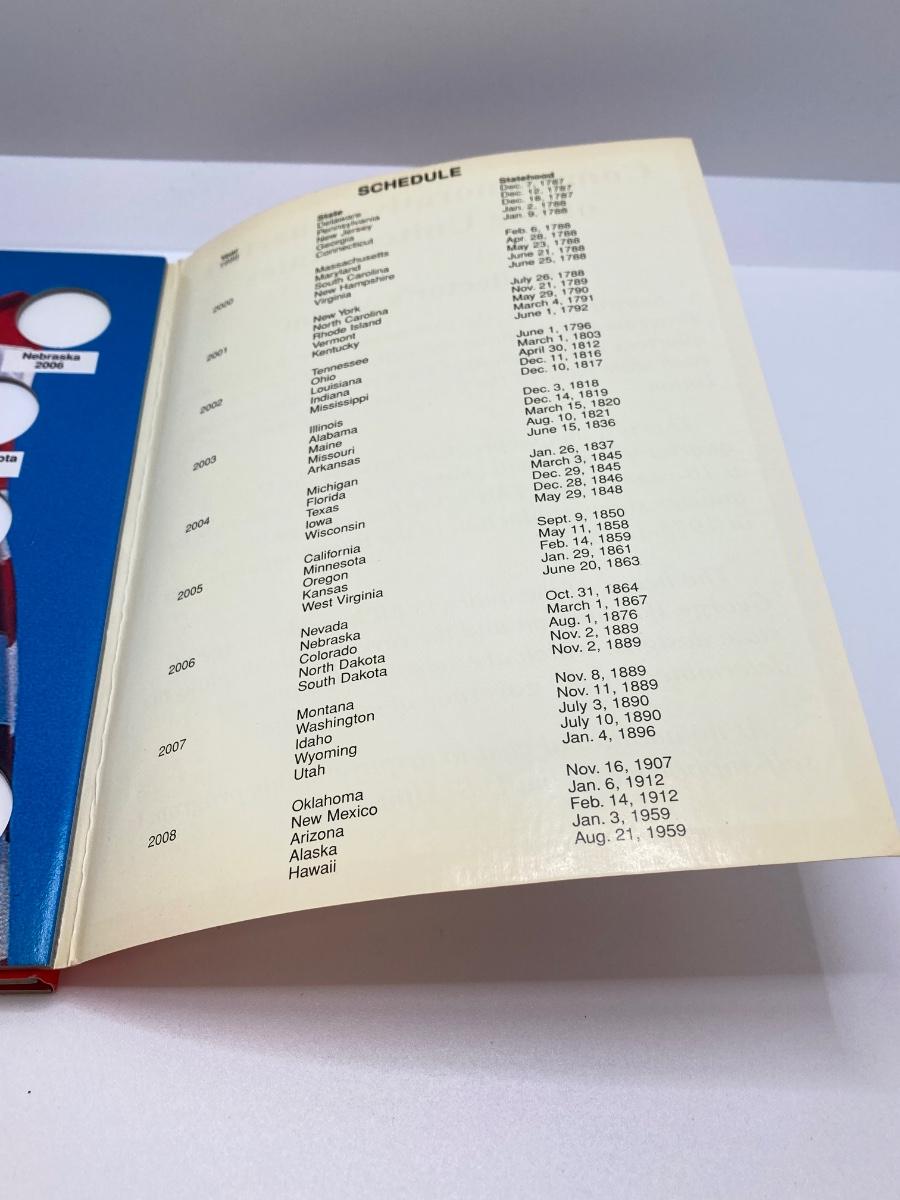 SCHEDULE
Year State Statehood
1999 Delaware Dec. 7, 1787
Pennsylvania Dec. 12, 1787
New Jersey Dec. 18, 1787
Georgia Jan. 2, 1788
Connecticut Jan. 9, 1788
2000 Massachusetts Feb. 6, 1788
Maryland Apr. 28, 1788
South Carolina May 23, 1788
New Hampshire June 21, 1788
Virginia June 25, 1788
2001 New York July 26, 1788
North Carolina Nov. 21, 1789
Rhode Island May 29, 1790
Vermont March 4, 1791
Kentucky June 1, 1792
2002 Tennessee June 1, 1796
Ohio March 1, 1803
Louisiana April 30, 1812
Indiana Dec. 11, 1816
Mississippi Dec. 10, 1817
2003 Illinois Dec. 3, 1818
Alabama Dec. 14, 1819
Maine March 15, 1820
Missouri Aug. 10, 1821
Arkansas June 15, 1836
2004 Michigan Jan. 26, 1837
Florida March 3, 1845
Texas Dec. 29, 1845
Iowa Dec. 28, 1846
Wisconsin May 29, 1848
2005 California Sept. 9, 1850
Minnesota May 11, 1858
Oregon Feb. 14, 1859
Kansas Jan. 29, 1861
West Virginia June 20, 1863
2006 Nevada Oct. 31, 1864
Nebraska March 1, 1867
Colorado Aug. 1, 1876
North Dakota Nov. 2, 1889
South Dakota Nov. 2, 1889
2007 Montana Nov. 8, 1889
Washington Nov. 11, 1889
Idaho July 3, 1890
Wyoming July 10, 1890
Utah Jan. 4, 1896
2008 Oklahoma Nov. 16, 1907
New Mexico Jan. 6, 1912
Arizona Feb. 14, 1912
Alaska Jan. 3, 1959
Hawaii Aug. 21, 1959
Nebraska
2006
ota